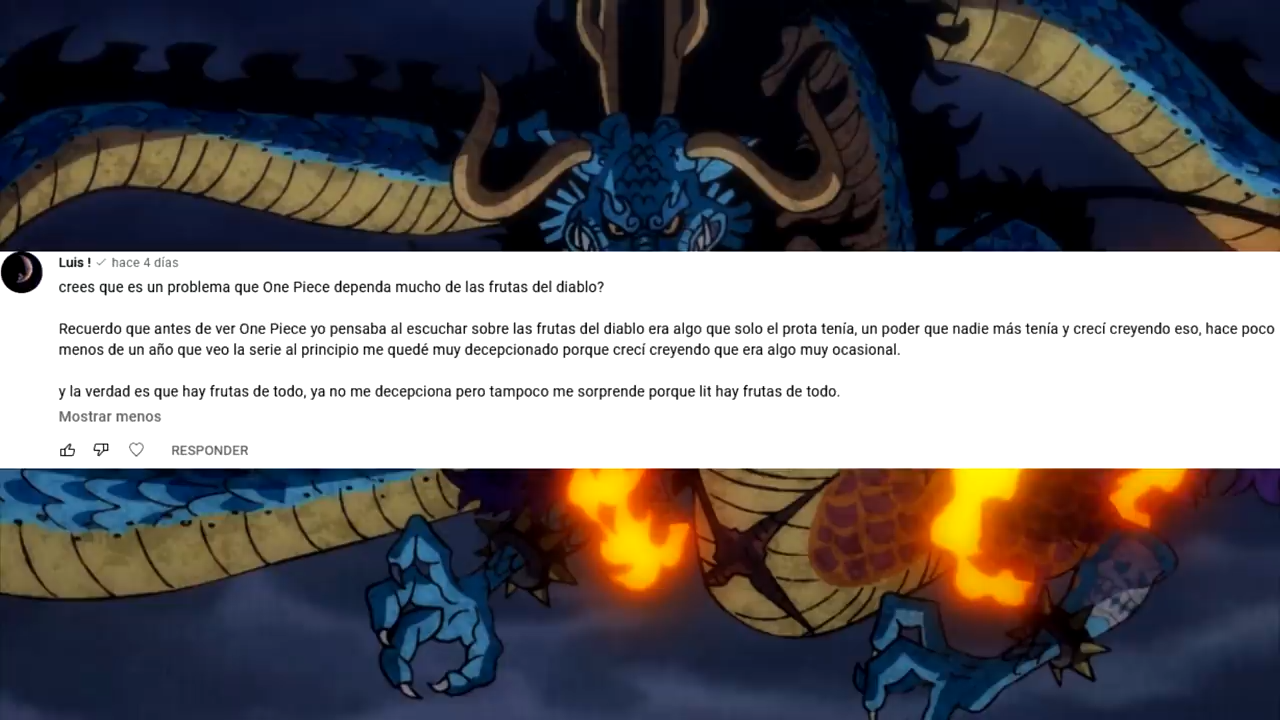 Luis ! hace 4 días
crees que es un problema que One Piece dependa mucho de las frutas del diablo?
Recuerdo que antes de ver One Piece yo pensaba al escuchar sobre las frutas del diablo era algo que solo el prota tenía, un poder que nadie más tenía y crecí creyendo eso, hace poco
menos de un año que veo la serie al principio me quedé muy decepcionado porque crecí creyendo que era algo muy ocasional.
y la verdad es que hay frutas de todo, ya no me decepciona pero tampoco me sorprende porque lit hay frutas de todo.
Mostrar menos
RESPONDER